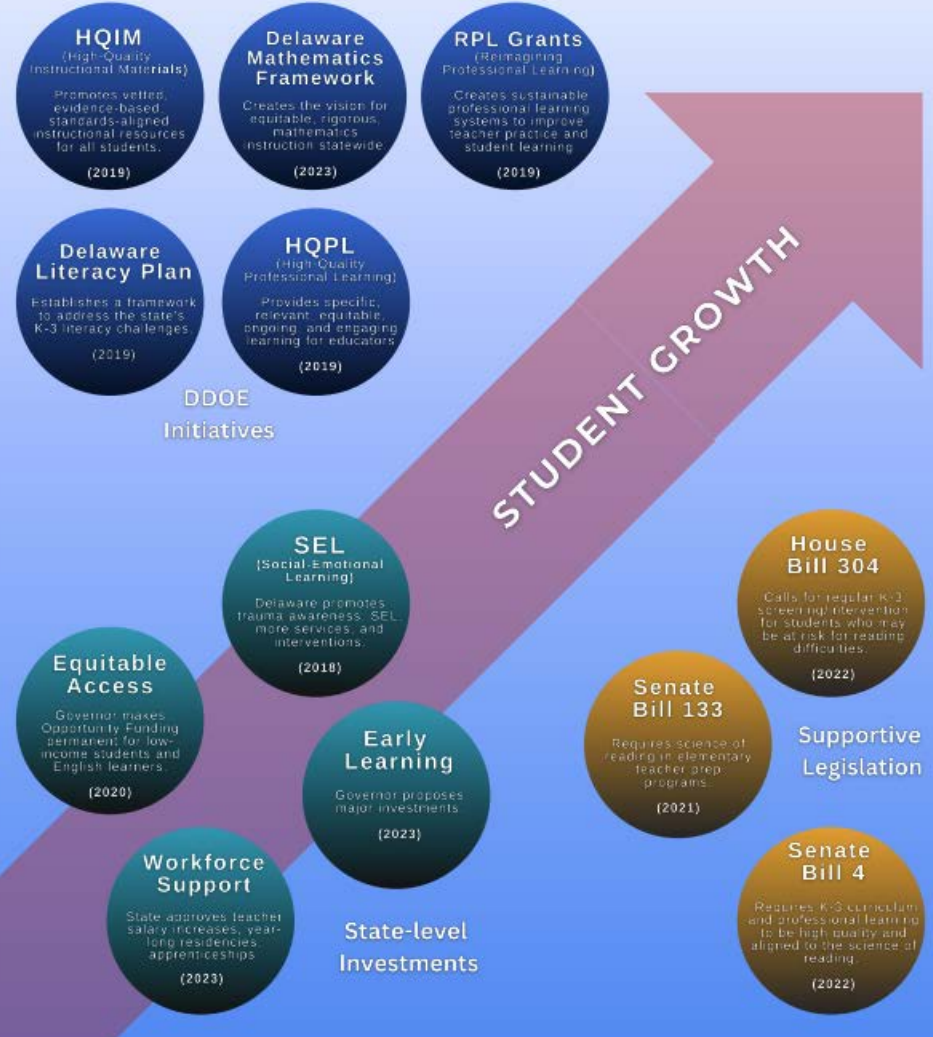 HQIM
(High-Quality
Instructional Materials)
Promotes vetted,
evidence-based,
standards-aligned
instructional resources
for all students.
(2019)
Delaware
Mathematics
Framework
Creates the vision for
equitable, rigorous,
mathematics
instruction statewide
(2023)
RPL Grants
(Reimagining
Professional Learning)
Creates sustainable
professional learning
systems to improve
teacher practice and
student learning
(2019)
Delaware
Literacy Plan
Establishes a framework
to address the state's
K-3 literacy challenges.
(2019)
HQPL
(High-Quality
Professional Learning)
Provides specific,
relevant, equitable,
ongoing, and engaging
learning for educators
(2019)
DDOE
Initiatives
STUDENT GROWTH
SEL
(Social-Emotional
Learning)
Delaware promotes
trauma awareness, SEL,
more services, and
interventions.
(2018)
Equitable
Access
Governor makes
Opportunity Funding
permanent for low-
income students and
English learners.
(2020)
Early
Learning
Governor proposes
major investments
(2023)
Workforce
Support
State approves teacher
salary increases, year-
long residencies,
apprenticeships
(2023)
State-level
Investments
House
Bill 304
Calls for regular K-3
screening/intervention
for students who may
be at risk for reading
difficulties.
(2022)
Senate
Bill 133
Requires science of
reading in elementary
teacher prep
programs.
(2021)
Supportive
Legislation
Senate
Bill 4
Requires K-3 curriculum
and professional learning
to be high quality and
aligned to the science of
reading.
(2022)